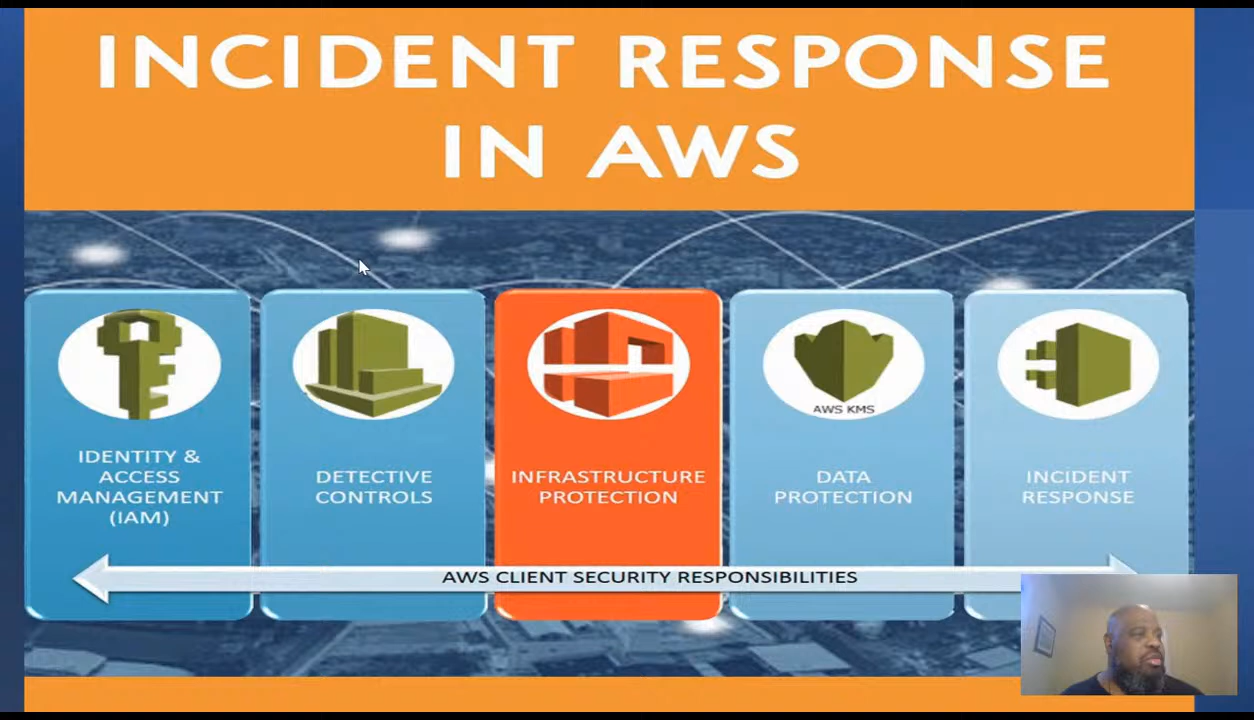 INCIDENT RESPONSE
IN AWS
IDENTITY &
ACCESS
MANAGEMENT
(IAM)
DETECTIVE
CONTROLS
INFRASTRUCTURE
PROTECTION
AWS KMS
DATA
PROTECTION
INCIDENT
RESPONSE
AWS CLIENT SECURITY RESPONSIBILITIES